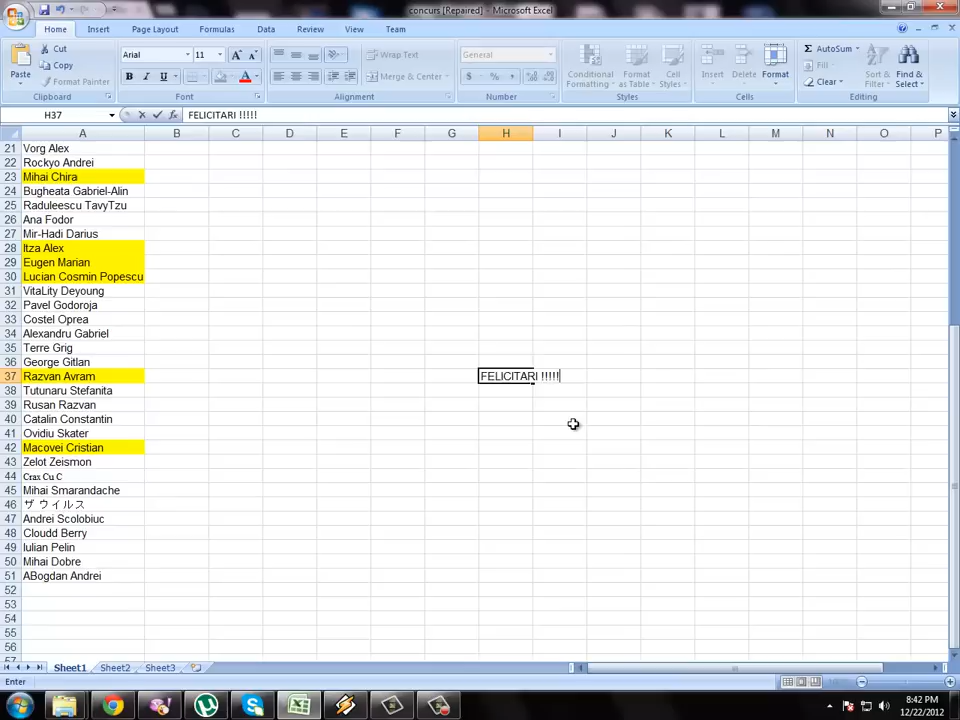 concurs [Repaired] - Microsoft Excel
Home Insert Page Layout Formulas Data Review View Team
Cut
Copy
Format Painter
Paste
Clipboard
Arial 11
Font
Wrap Text
Merge & Center
Alignment
General
Number
Conditional Formatting
Format as Table
Cell Styles
Styles
Insert Delete Format
Cells
AutoSum
Fill
Clear
Sort & Filter
Find & Select
Editing
H37 FELICITARI !!!!!
A B C D E F G H I J K L M N O P
21 Vorg Alex
22 Rockyo Andrei
23 Mihai Chira
24 Bugheata Gabriel-Alin
25 Raduleescu TavyTzu
26 Ana Fodor
27 Mir-Hadi Darius
28 Itza Alex
29 Eugen Marian
30 Lucian Cosmin Popescu
31 VitaLity Deyoung
32 Pavel Godoroja
33 Costel Oprea
34 Alexandru Gabriel
35 Terre Grig
36 George Gitlan
37 Razvan Avram FELICITARI !!!!!
38 Tutunaru Stefanita
39 Rusan Razvan
40 Catalin Constantin
41 Ovidiu Skater
42 Macovei Cristian
43 Zelot Zeismon
44 Crax Cu C
45 Mihai Smarandache
46 ザ ウイルス
47 Andrei Scolobiuc
48 Cloudd Berry
49 Iulian Pelin
50 Mihai Dobre
51 ABogdan Andrei
52
53
54
55
56
57
Sheet1 Sheet2 Sheet3
Enter
8:42 PM
12/22/2012